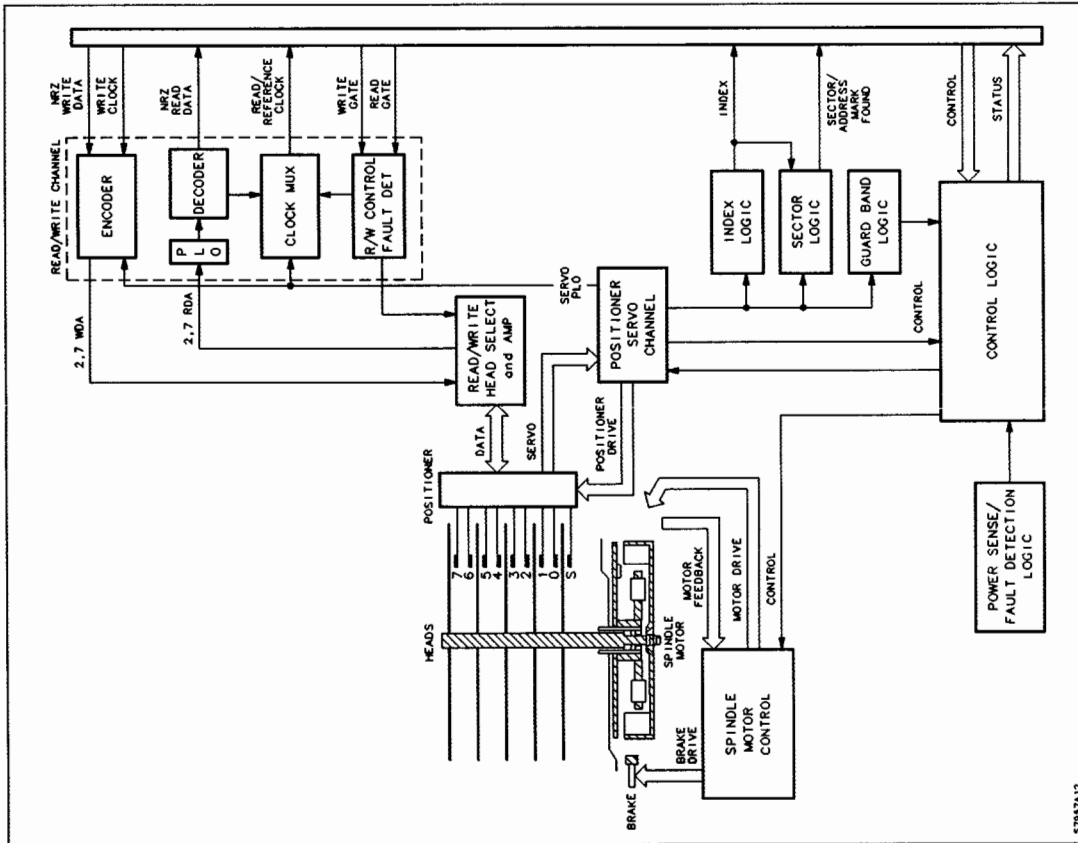 NRZ
WRITE
DATA
WRITE
CLOCK
NRZ
READ
DATA
READ/
REFERENCE
CLOCK
WRITE
GATE
READ
GATE
INDEX
SECTOR/
ADDRESS
MARK
FOUND
CONTROL
STATUS
READ/WRITE CHANNEL
ENCODER
DECODER
PLO
CLOCK MUX
R/W CONTROL
FAULT DET
INDEX
LOGIC
SECTOR
LOGIC
GUARD BAND
LOGIC
2,7 WDA
2,7 RDA
SERVO
PLO
READ/WRITE
HEAD SELECT
and AMP
POSITIONER
SERVO
CHANNEL
CONTROL
CONTROL LOGIC
DATA
SERVO
POSITIONER
DRIVE
POSITIONER
7
6
5
4
3
2
1
0
S
HEADS
SPINDLE
MOTOR
MOTOR
FEEDBACK
MOTOR DRIVE
CONTROL
POWER SENSE/
FAULT DETECTION
LOGIC
BRAKE
BRAKE
DRIVE
SPINDLE
MOTOR
CONTROL